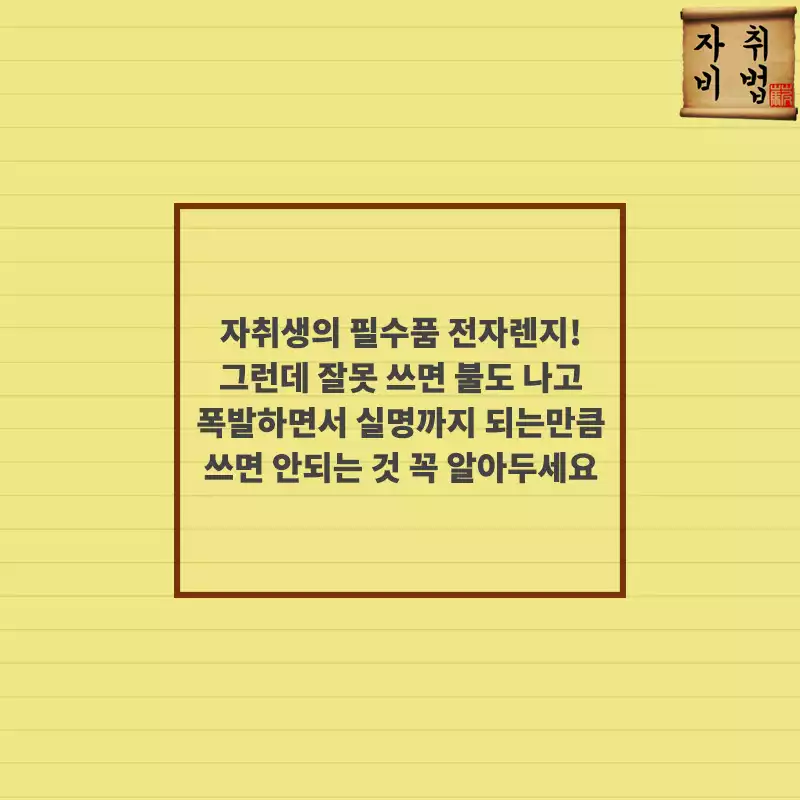 자취
비법
자취생의 필수품 전자렌지!
그런데 잘못 쓰면 불도 나고
폭발하면서 실명까지 되는만큼
쓰면 안되는 것 꼭 알아두세요